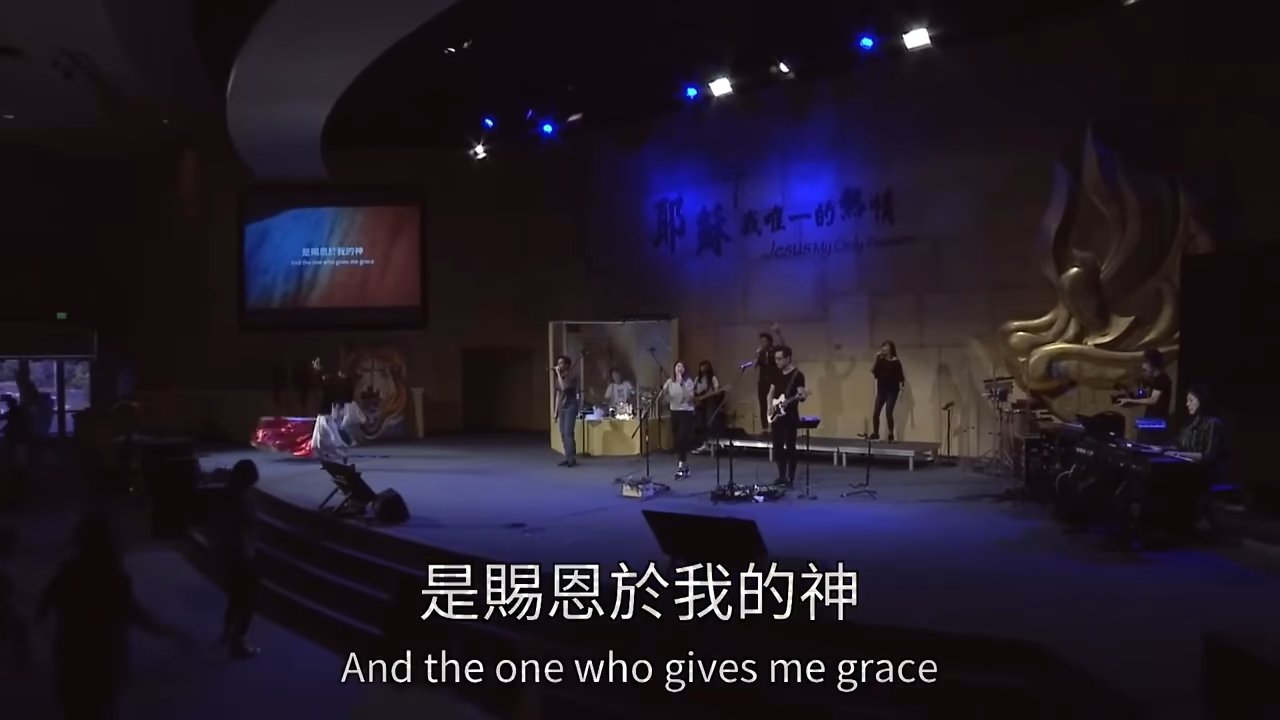 耶穌 我唯一的熱情
Jesus My Only Passion
是賜恩於我的神
And the one who gives me grace
是賜恩於我的神
And the one who gives me grace